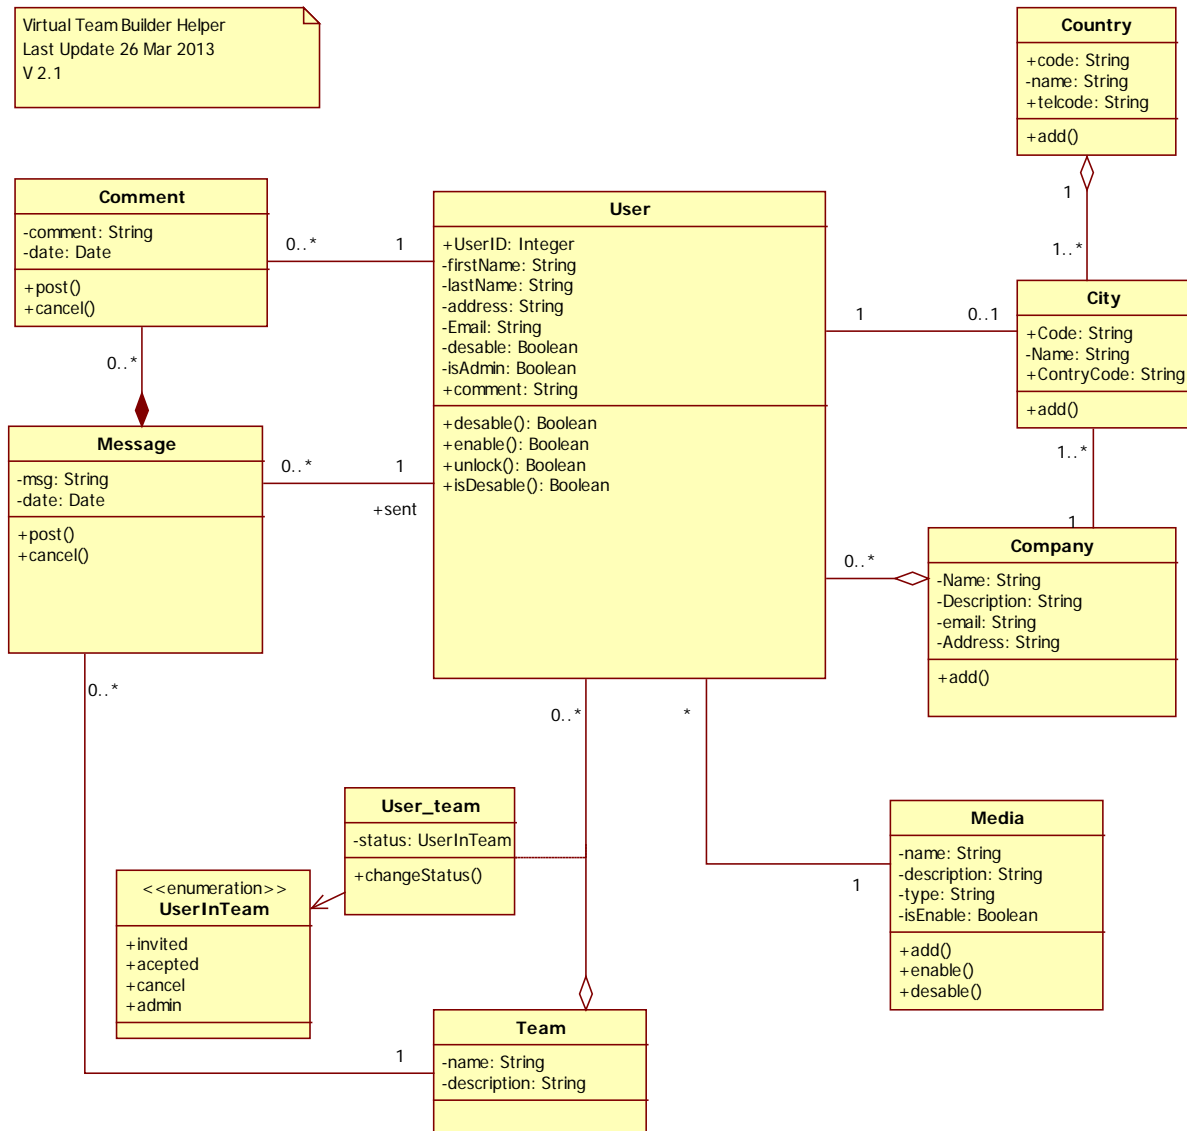 Virtual Team Builder Helper
Last Update 26 Mar 2013
V 2.1
Country
+code: String
-name: String
+telcode: String
+add()
1
1..*
Comment
-comment: String
-date: Date
+post()
+cancel()
0..*
1
User
+UserID: Integer
-firstName: String
-lastName: String
-address: String
-Email: String
-desable: Boolean
-isAdmin: Boolean
+comment: String
+desable(): Boolean
+enable(): Boolean
+unlock(): Boolean
+isDesable(): Boolean
1
0..1
City
+Code: String
-Name: String
+ContryCode: String
+add()
0..*
Message
-msg: String
-date: Date
+post()
+cancel()
0..*
1
+sent
1..*
1
Company
-Name: String
-Description: String
-email: String
-Address: String
+add()
0..*
0..*
0..*
*
User_team
-status: UserInTeam
+changeStatus()
<<enumeration>>
UserInTeam
+invited
+acepted
+cancel
+admin
Media
-name: String
-description: String
-type: String
-isEnable: Boolean
+add()
+enable()
+desable()
1
1
Team
-name: String
-description: String